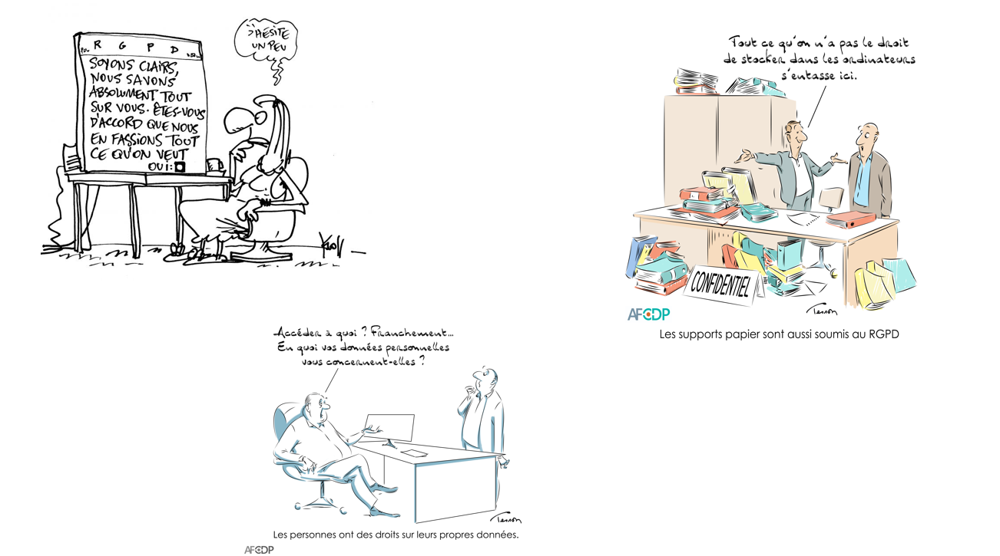 J'HÉSITE
UN PEU
R G P D
SOYONS CLAIRS,
NOUS SAVONS
ABSOLUMENT TOUT
SUR VOUS. ÊTES-VOUS
D'ACCORD QUE NOUS
EN FASSIONS TOUT
CE QU'ON VEUT
OUI:
Kroll
Tout ce qu'on n'a pas le droit
de stocker dans les ordinateurs
s'entasse ici.
CONFIDENTIEL
Tesson
AFCDP
Les supports papier sont aussi soumis au RGPD
Accéder à quoi ? Franchement...
En quoi vos données personnelles
vous concernent-elles ?
Tesson
Les personnes ont des droits sur leurs propres données.
AFCDP